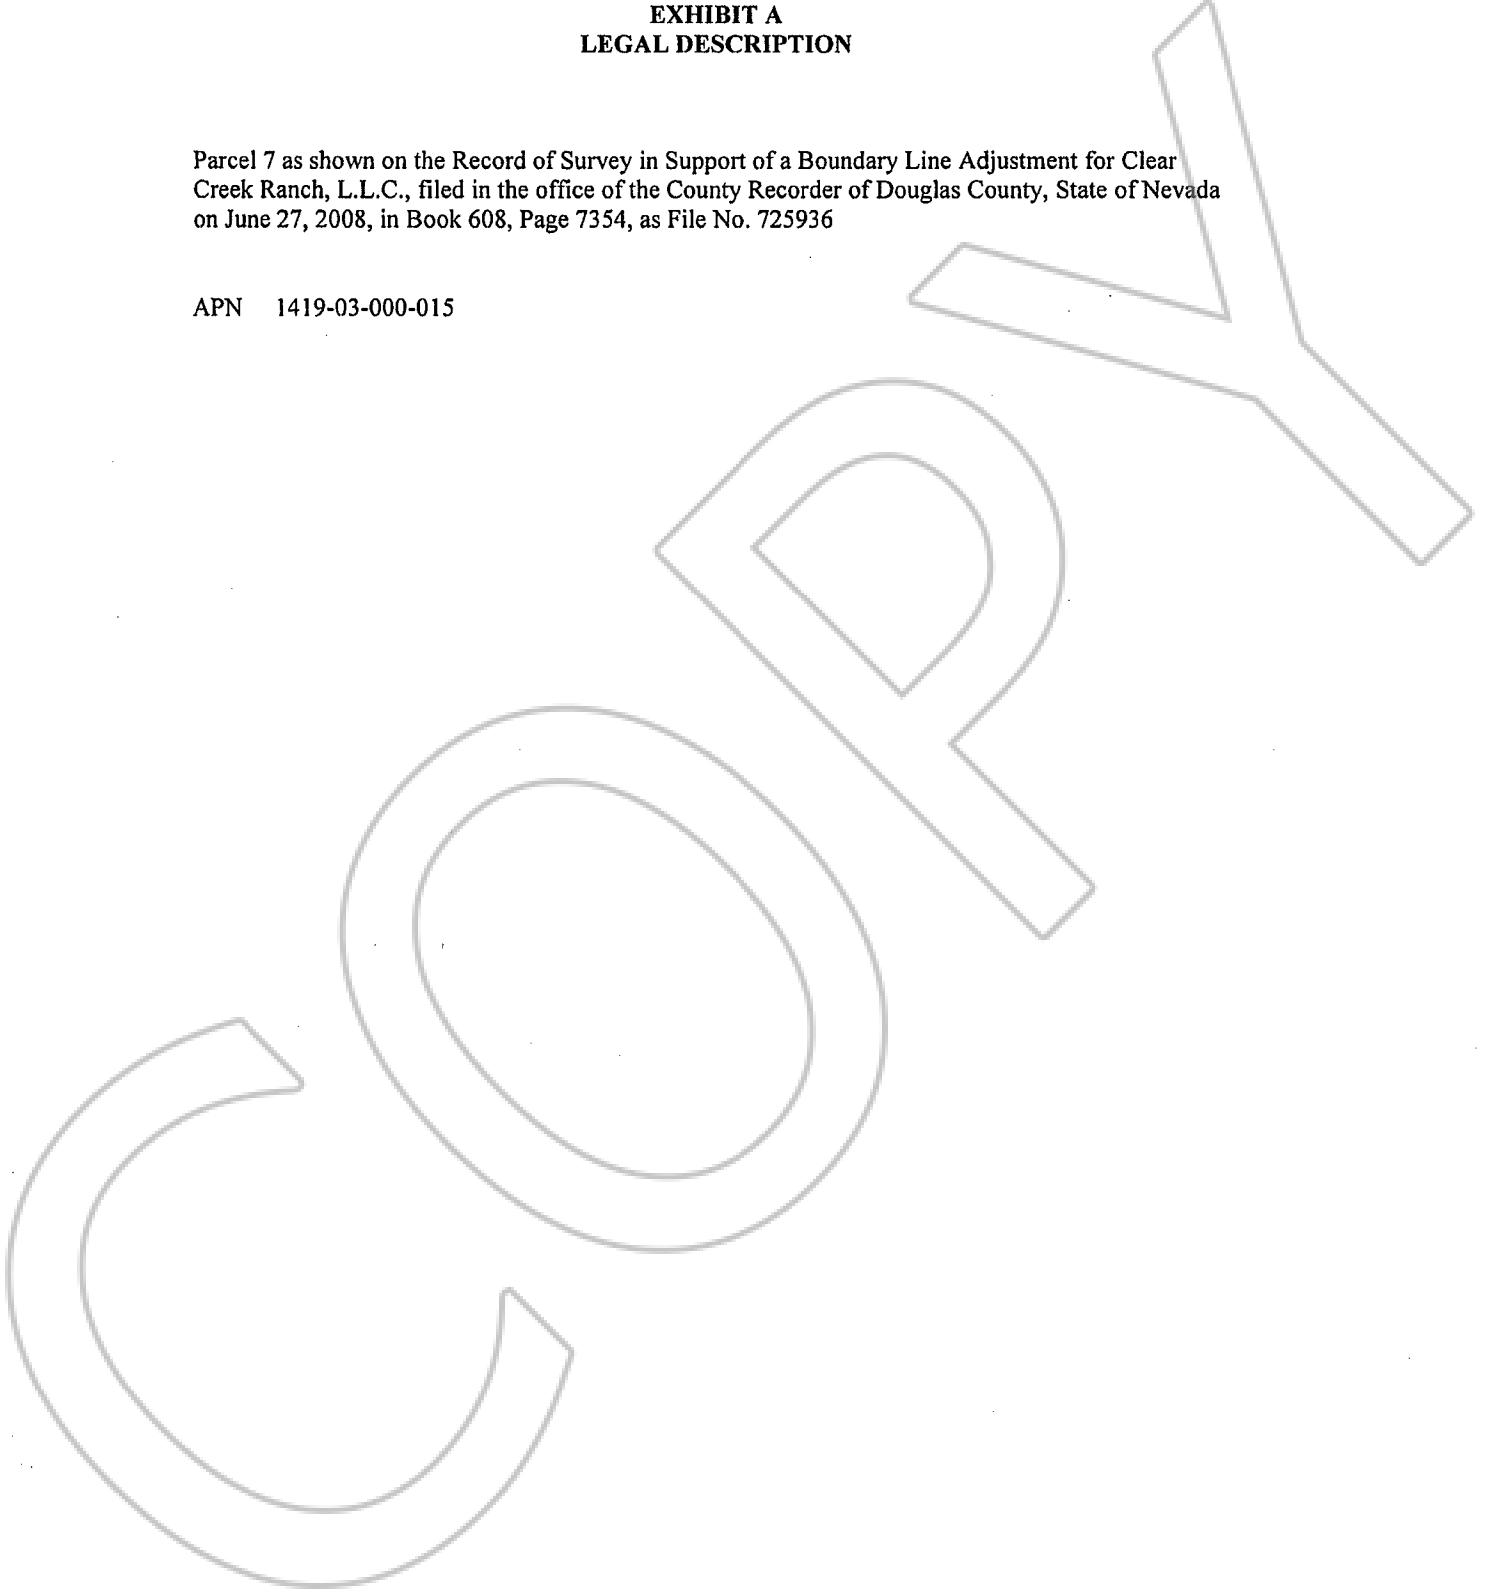 EXHIBIT A
LEGAL DESCRIPTION
Parcel 7 as shown on the Record of Survey in Support of a Boundary Line Adjustment for Clear
Creek Ranch, L.L.C., filed in the office of the County Recorder of Douglas County, State of Nevada
on June 27, 2008, in Book 608, Page 7354, as File No. 725936
APN 1419-03-000-015
COPY